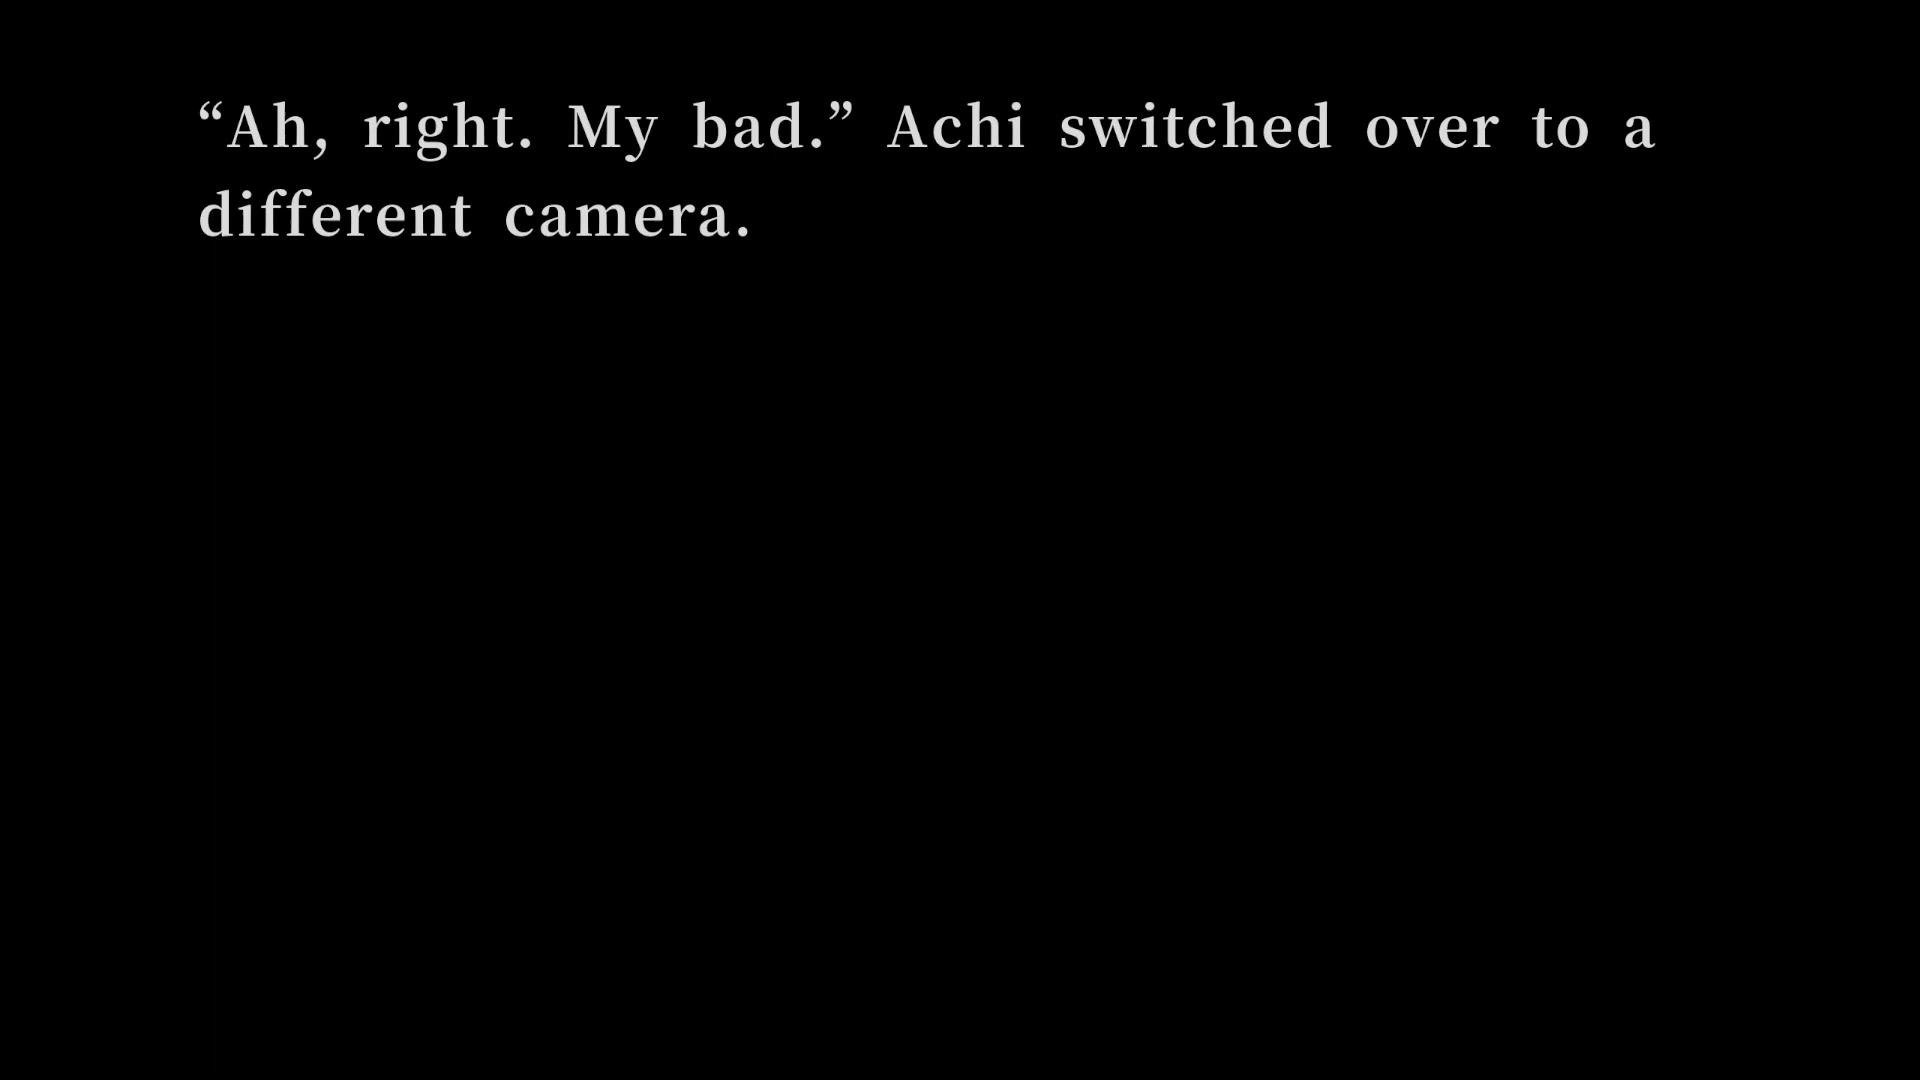 “Ah, right. My bad.” Achi switched over to a
different camera.